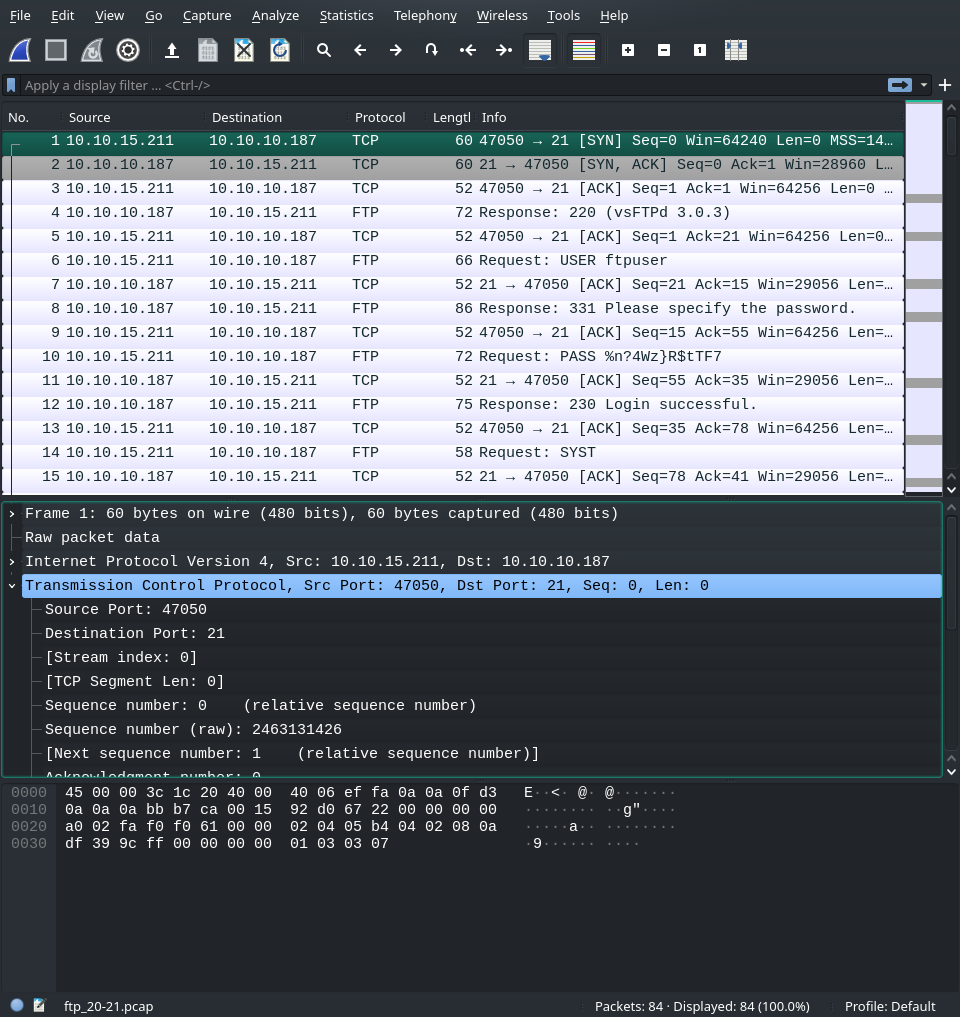 File Edit View Go Capture Analyze Statistics Telephony Wireless Tools Help
Apply a display filter ... <Ctrl-/>
No. Source Destination Protocol Lengtl Info
1 10.10.15.211 10.10.10.187 TCP 60 47050 → 21 [SYN] Seq=0 Win=64240 Len=0 MSS=14…
2 10.10.10.187 10.10.15.211 TCP 60 21 → 47050 [SYN, ACK] Seq=0 Ack=1 Win=28960 L…
3 10.10.15.211 10.10.10.187 TCP 52 47050 → 21 [ACK] Seq=1 Ack=1 Win=64256 Len=0 …
4 10.10.10.187 10.10.15.211 FTP 72 Response: 220 (vsFTPd 3.0.3)
5 10.10.15.211 10.10.10.187 TCP 52 47050 → 21 [ACK] Seq=1 Ack=21 Win=64256 Len=0…
6 10.10.15.211 10.10.10.187 FTP 66 Request: USER ftpuser
7 10.10.10.187 10.10.15.211 TCP 52 21 → 47050 [ACK] Seq=21 Ack=15 Win=29056 Len=…
8 10.10.10.187 10.10.15.211 FTP 86 Response: 331 Please specify the password.
9 10.10.15.211 10.10.10.187 TCP 52 47050 → 21 [ACK] Seq=15 Ack=55 Win=64256 Len=…
10 10.10.15.211 10.10.10.187 FTP 72 Request: PASS %n?4Wz}R$tTF7
11 10.10.10.187 10.10.15.211 TCP 52 21 → 47050 [ACK] Seq=55 Ack=35 Win=29056 Len=…
12 10.10.10.187 10.10.15.211 FTP 75 Response: 230 Login successful.
13 10.10.15.211 10.10.10.187 TCP 52 47050 → 21 [ACK] Seq=35 Ack=78 Win=64256 Len=…
14 10.10.15.211 10.10.10.187 FTP 58 Request: SYST
15 10.10.10.187 10.10.15.211 TCP 52 21 → 47050 [ACK] Seq=78 Ack=41 Win=29056 Len=…
Frame 1: 60 bytes on wire (480 bits), 60 bytes captured (480 bits)
Raw packet data
Internet Protocol Version 4, Src: 10.10.15.211, Dst: 10.10.10.187
Transmission Control Protocol, Src Port: 47050, Dst Port: 21, Seq: 0, Len: 0
Source Port: 47050
Destination Port: 21
[Stream index: 0]
[TCP Segment Len: 0]
Sequence number: 0 (relative sequence number)
Sequence number (raw): 2463131426
[Next sequence number: 1 (relative sequence number)]
Acknowledgment number: 0
0000 45 00 00 3c 1c 20 40 00 40 06 ef fa 0a 0a 0f d3 E··<· @· @·······
0010 0a 0a 0a bb b7 ca 00 15 92 d0 67 22 00 00 00 00 ········ ··g"····
0020 a0 02 fa f0 f0 61 00 00 02 04 05 b4 04 02 08 0a ·····a·· ········
0030 df 39 9c ff 00 00 00 00 01 03 03 07 ·9······ ····
ftp_20-21.pcap Packets: 84 · Displayed: 84 (100.0%) Profile: Default